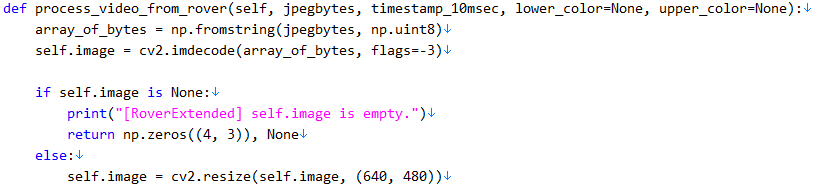 def process_video_from_rover(self, jpegbytes, timestamp_10msec, lower_color=None, upper_color=None):↓
    array_of_bytes = np.fromstring(jpegbytes, np.uint8)↓
    self.image = cv2.imdecode(array_of_bytes, flags=-3)↓
↓
    if self.image is None:↓
        print("[RoverExtended] self.image is empty.")↓
        return np.zeros((4, 3)), None↓
    else:↓
        self.image = cv2.resize(self.image, (640, 480))↓